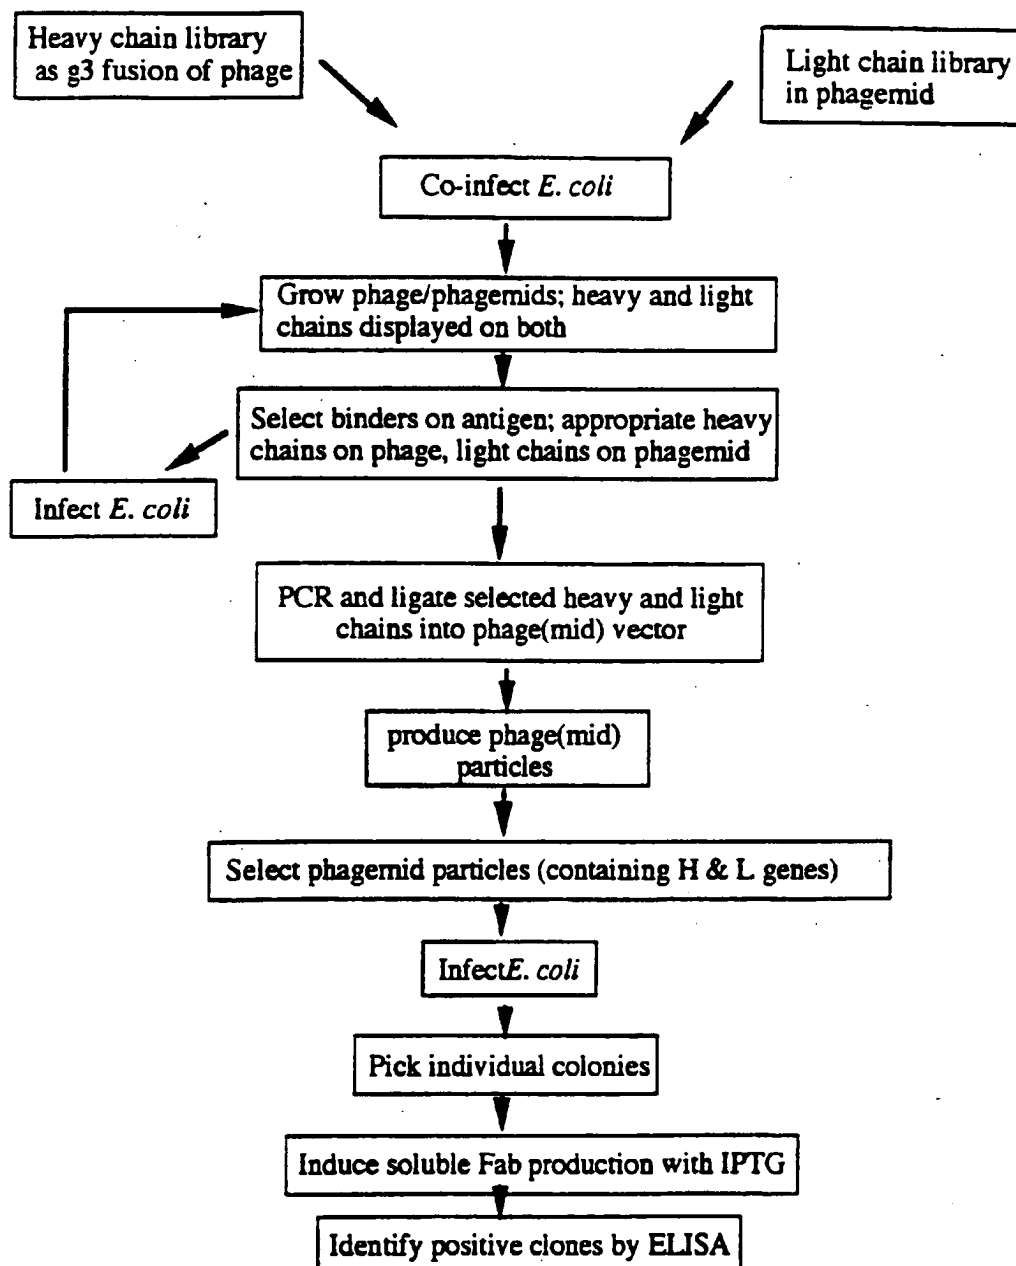 Heavy chain library
as g3 fusion of phage
Light chain library
in phagemid
Co-infect E. coli
Grow phage/phagemids; heavy and light
chains displayed on both
Select binders on antigen; appropriate heavy
chains on phage, light chains on phagemid
Infect E. coli
PCR and ligate selected heavy and light
chains into phage(mid) vector
produce phage(mid)
particles
Select phagemid particles (containing H & L genes)
InfectE. coli
Pick individual colonies
Induce soluble Fab production with IPTG
Identify positive clones by ELISA